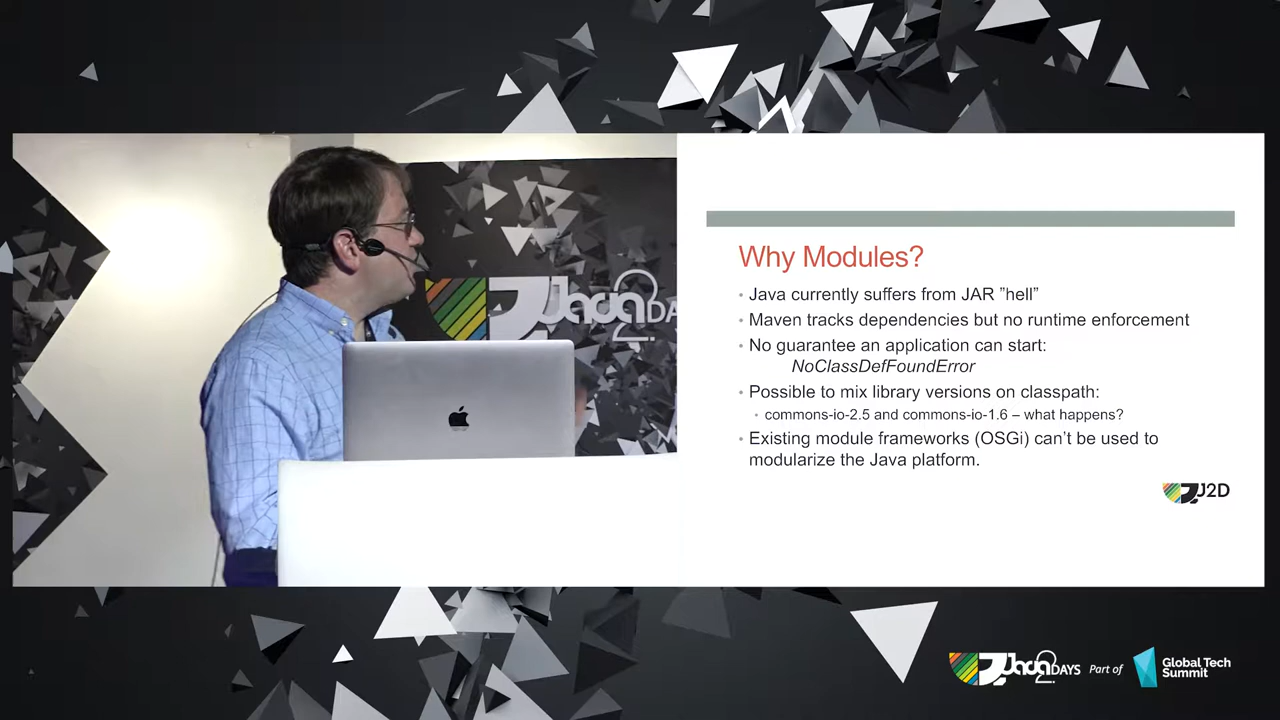 Why Modules?
• Java currently suffers from JAR ”hell”
• Maven tracks dependencies but no runtime enforcement
• No guarantee an application can start:
NoClassDefFoundError
• Possible to mix library versions on classpath:
• commons-io-2.5 and commons-io-1.6 – what happens?
• Existing module frameworks (OSGi) can’t be used to
modularize the Java platform.
J2D
Java2DA
Java2DAYS Part of Global Tech
Summit